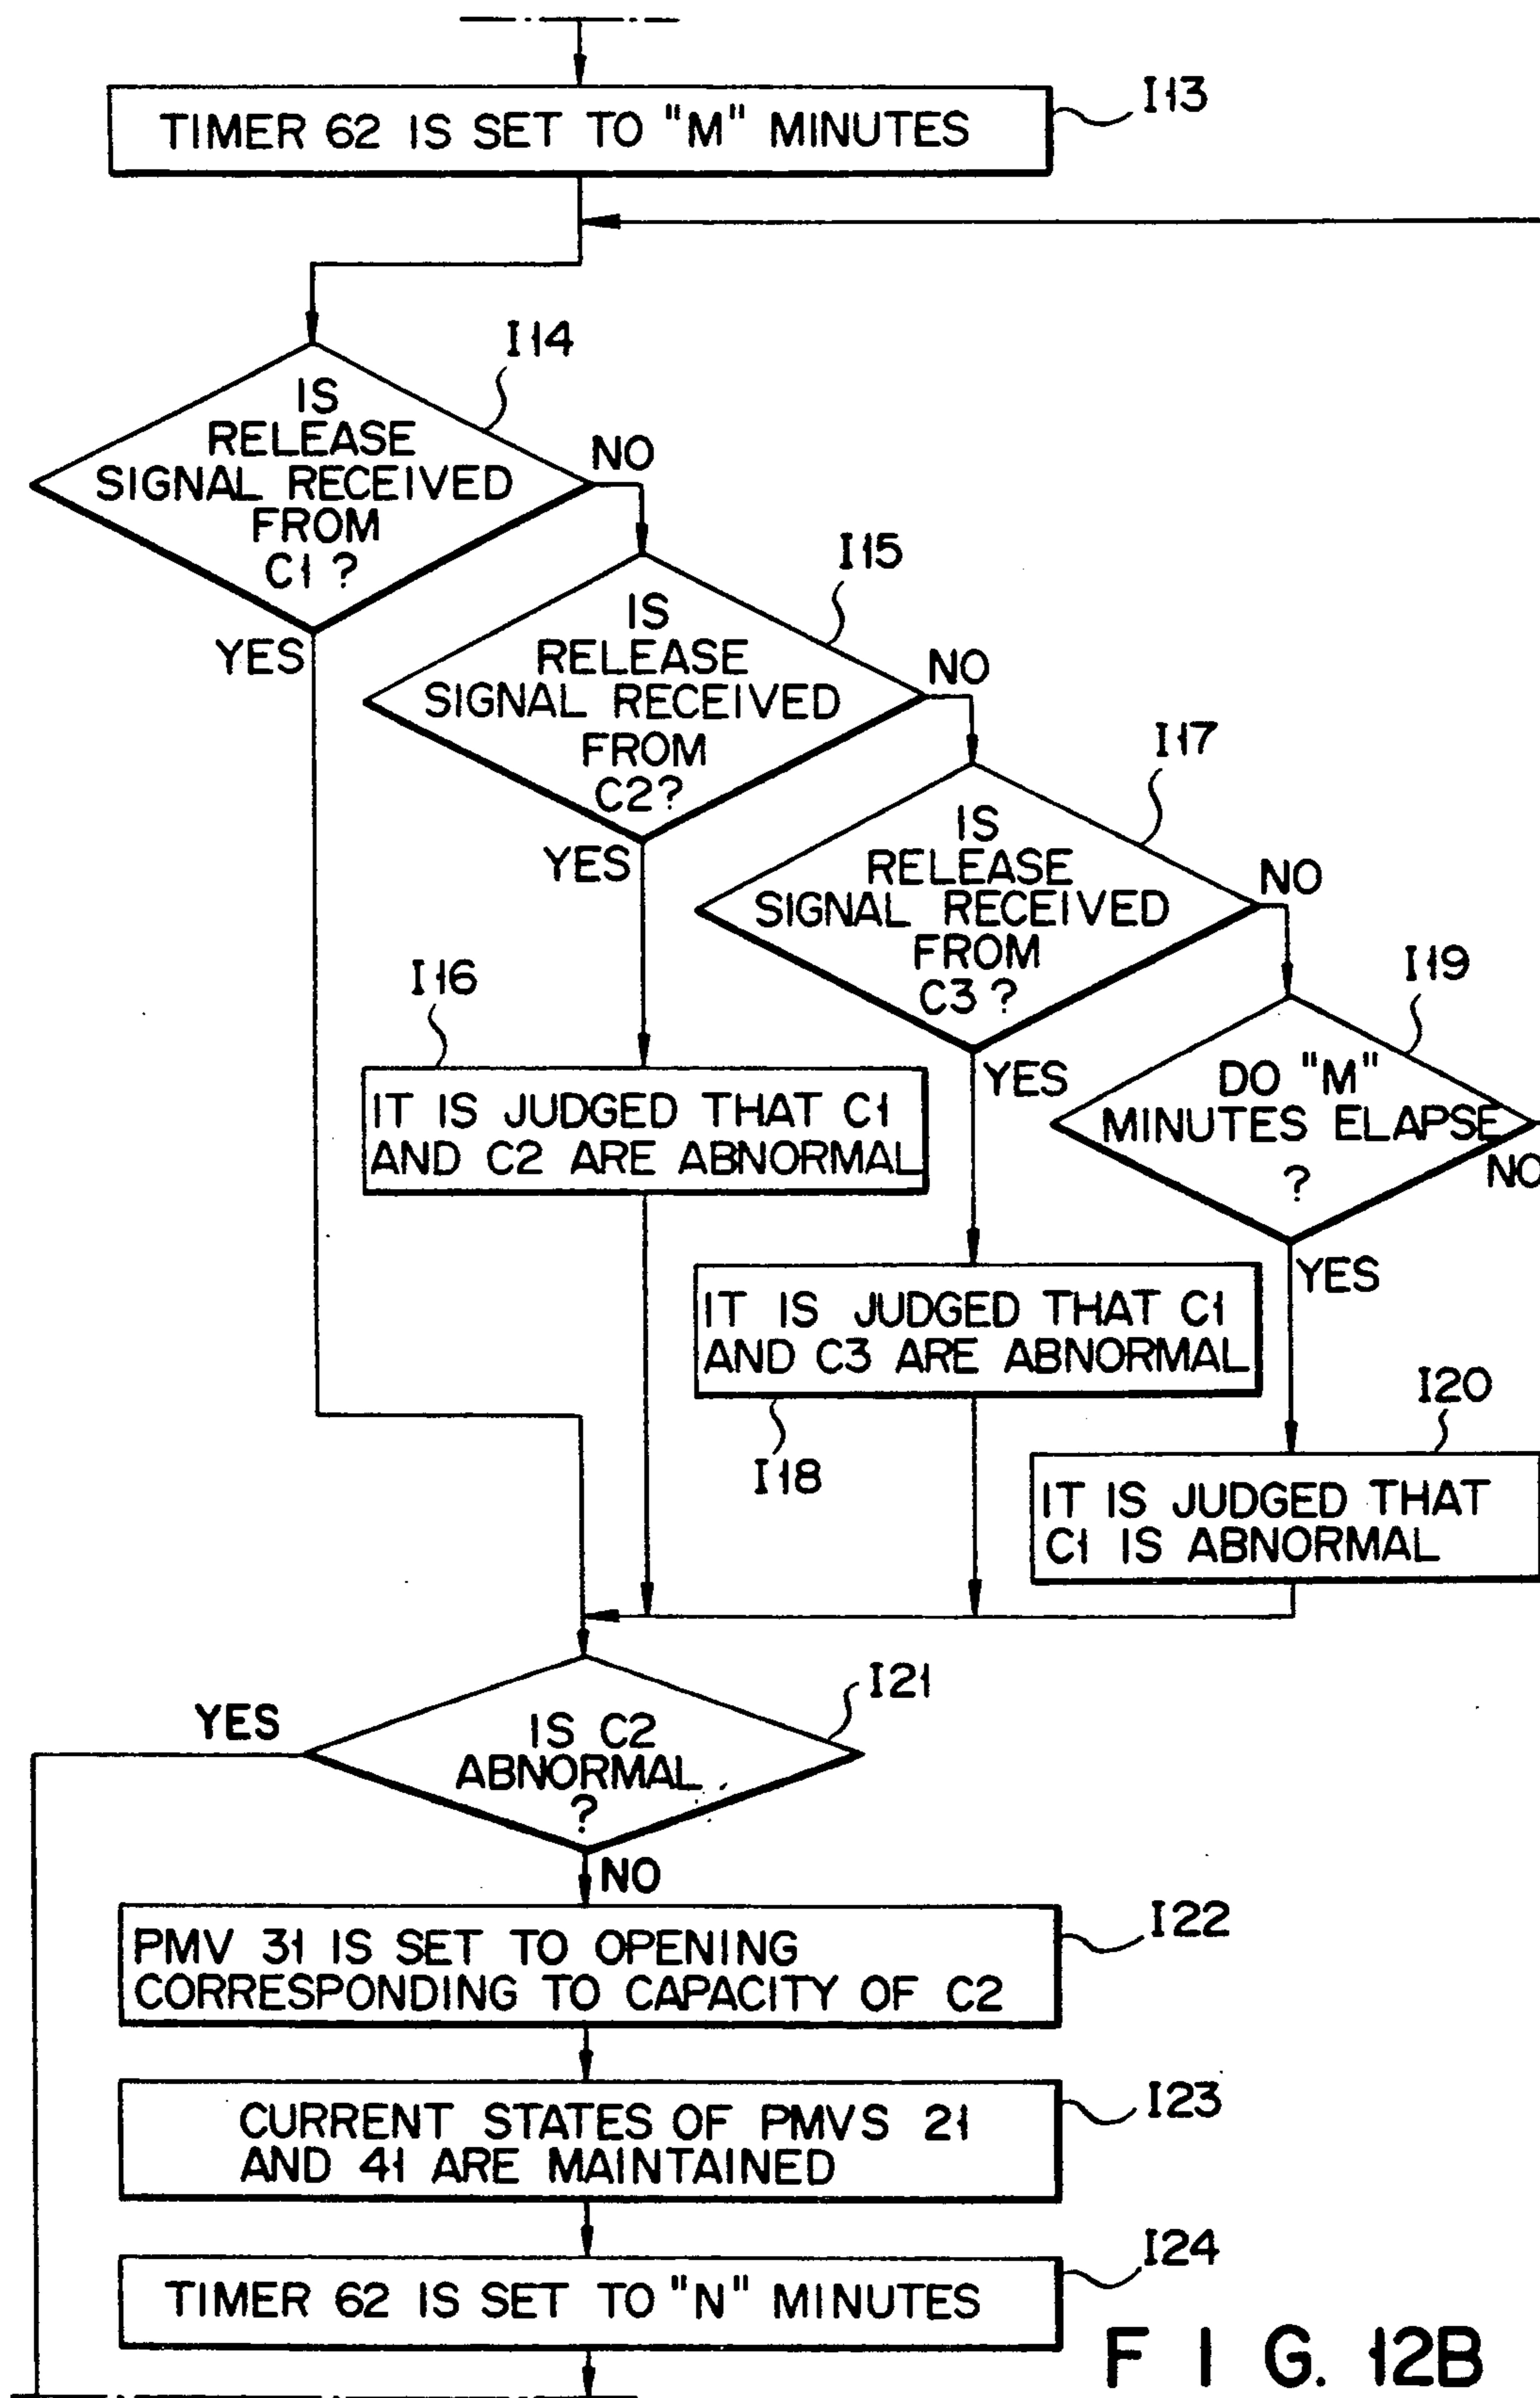 I13
TIMER 62 IS SET TO "M" MINUTES
I14
IS
RELEASE
SIGNAL RECEIVED
FROM
C1 ?
NO
YES
I15
IS
RELEASE
SIGNAL RECEIVED
FROM
C2?
NO
YES
I17
IS
RELEASE
SIGNAL RECEIVED
FROM
C3 ?
NO
YES
I16
IT IS JUDGED THAT C1
AND C2 ARE ABNORMAL
I19
DO "M"
MINUTES ELAPSE
?
NO
YES
IT IS JUDGED THAT C1
AND C3 ARE ABNORMAL
I18
I20
IT IS JUDGED THAT
C1 IS ABNORMAL
I21
YES
IS C2
ABNORMAL
?
NO
I22
PMV 31 IS SET TO OPENING
CORRESPONDING TO CAPACITY OF C2
I23
CURRENT STATES OF PMVS 21
AND 41 ARE MAINTAINED
I24
TIMER 62 IS SET TO "N" MINUTES
F I G. 12B